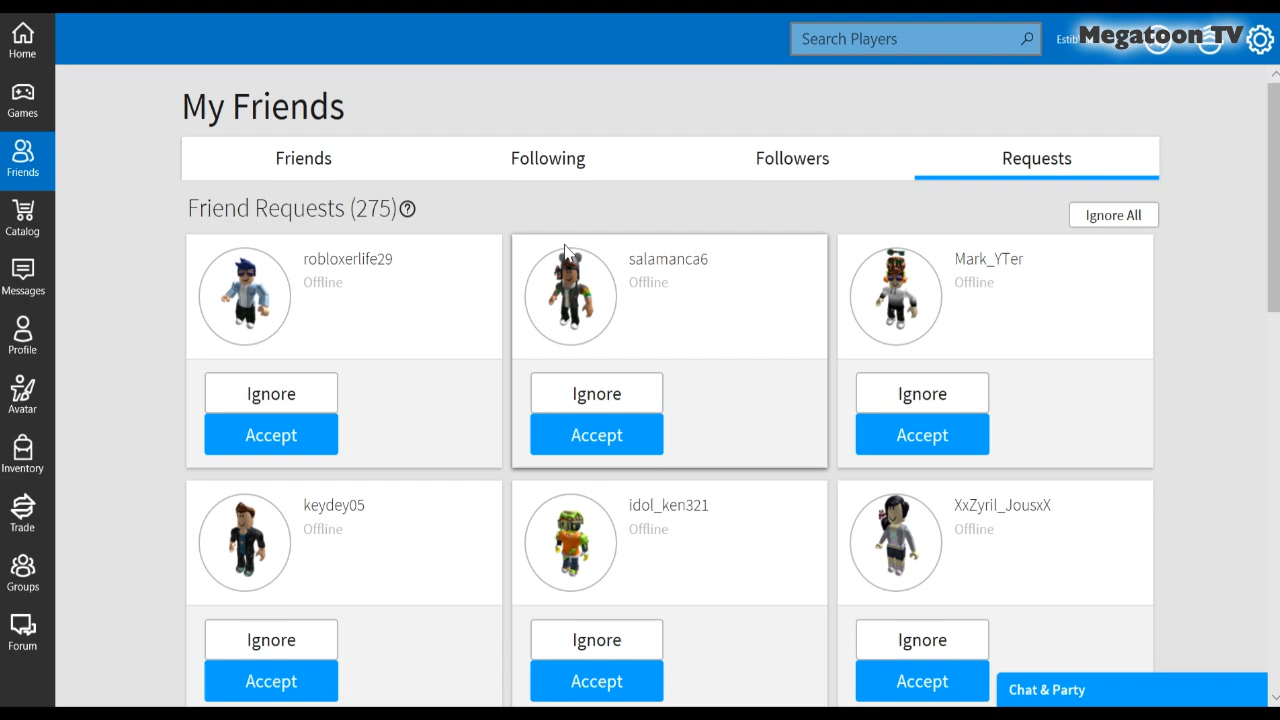 Search Players
Megatoon TV
Home
Games
Friends
Catalog
Messages
Profile
Avatar
Inventory
Trade
Groups
Forum
My Friends
Friends
Following
Followers
Requests
Friend Requests (275)
Ignore All
robloxerlife29
Offline
Ignore
Accept
salamanca6
Offline
Ignore
Accept
Mark_YTer
Offline
Ignore
Accept
keydey05
Offline
Ignore
Accept
idol_ken321
Offline
Ignore
Accept
XxZyril_JousxX
Offline
Ignore
Accept
Chat & Party